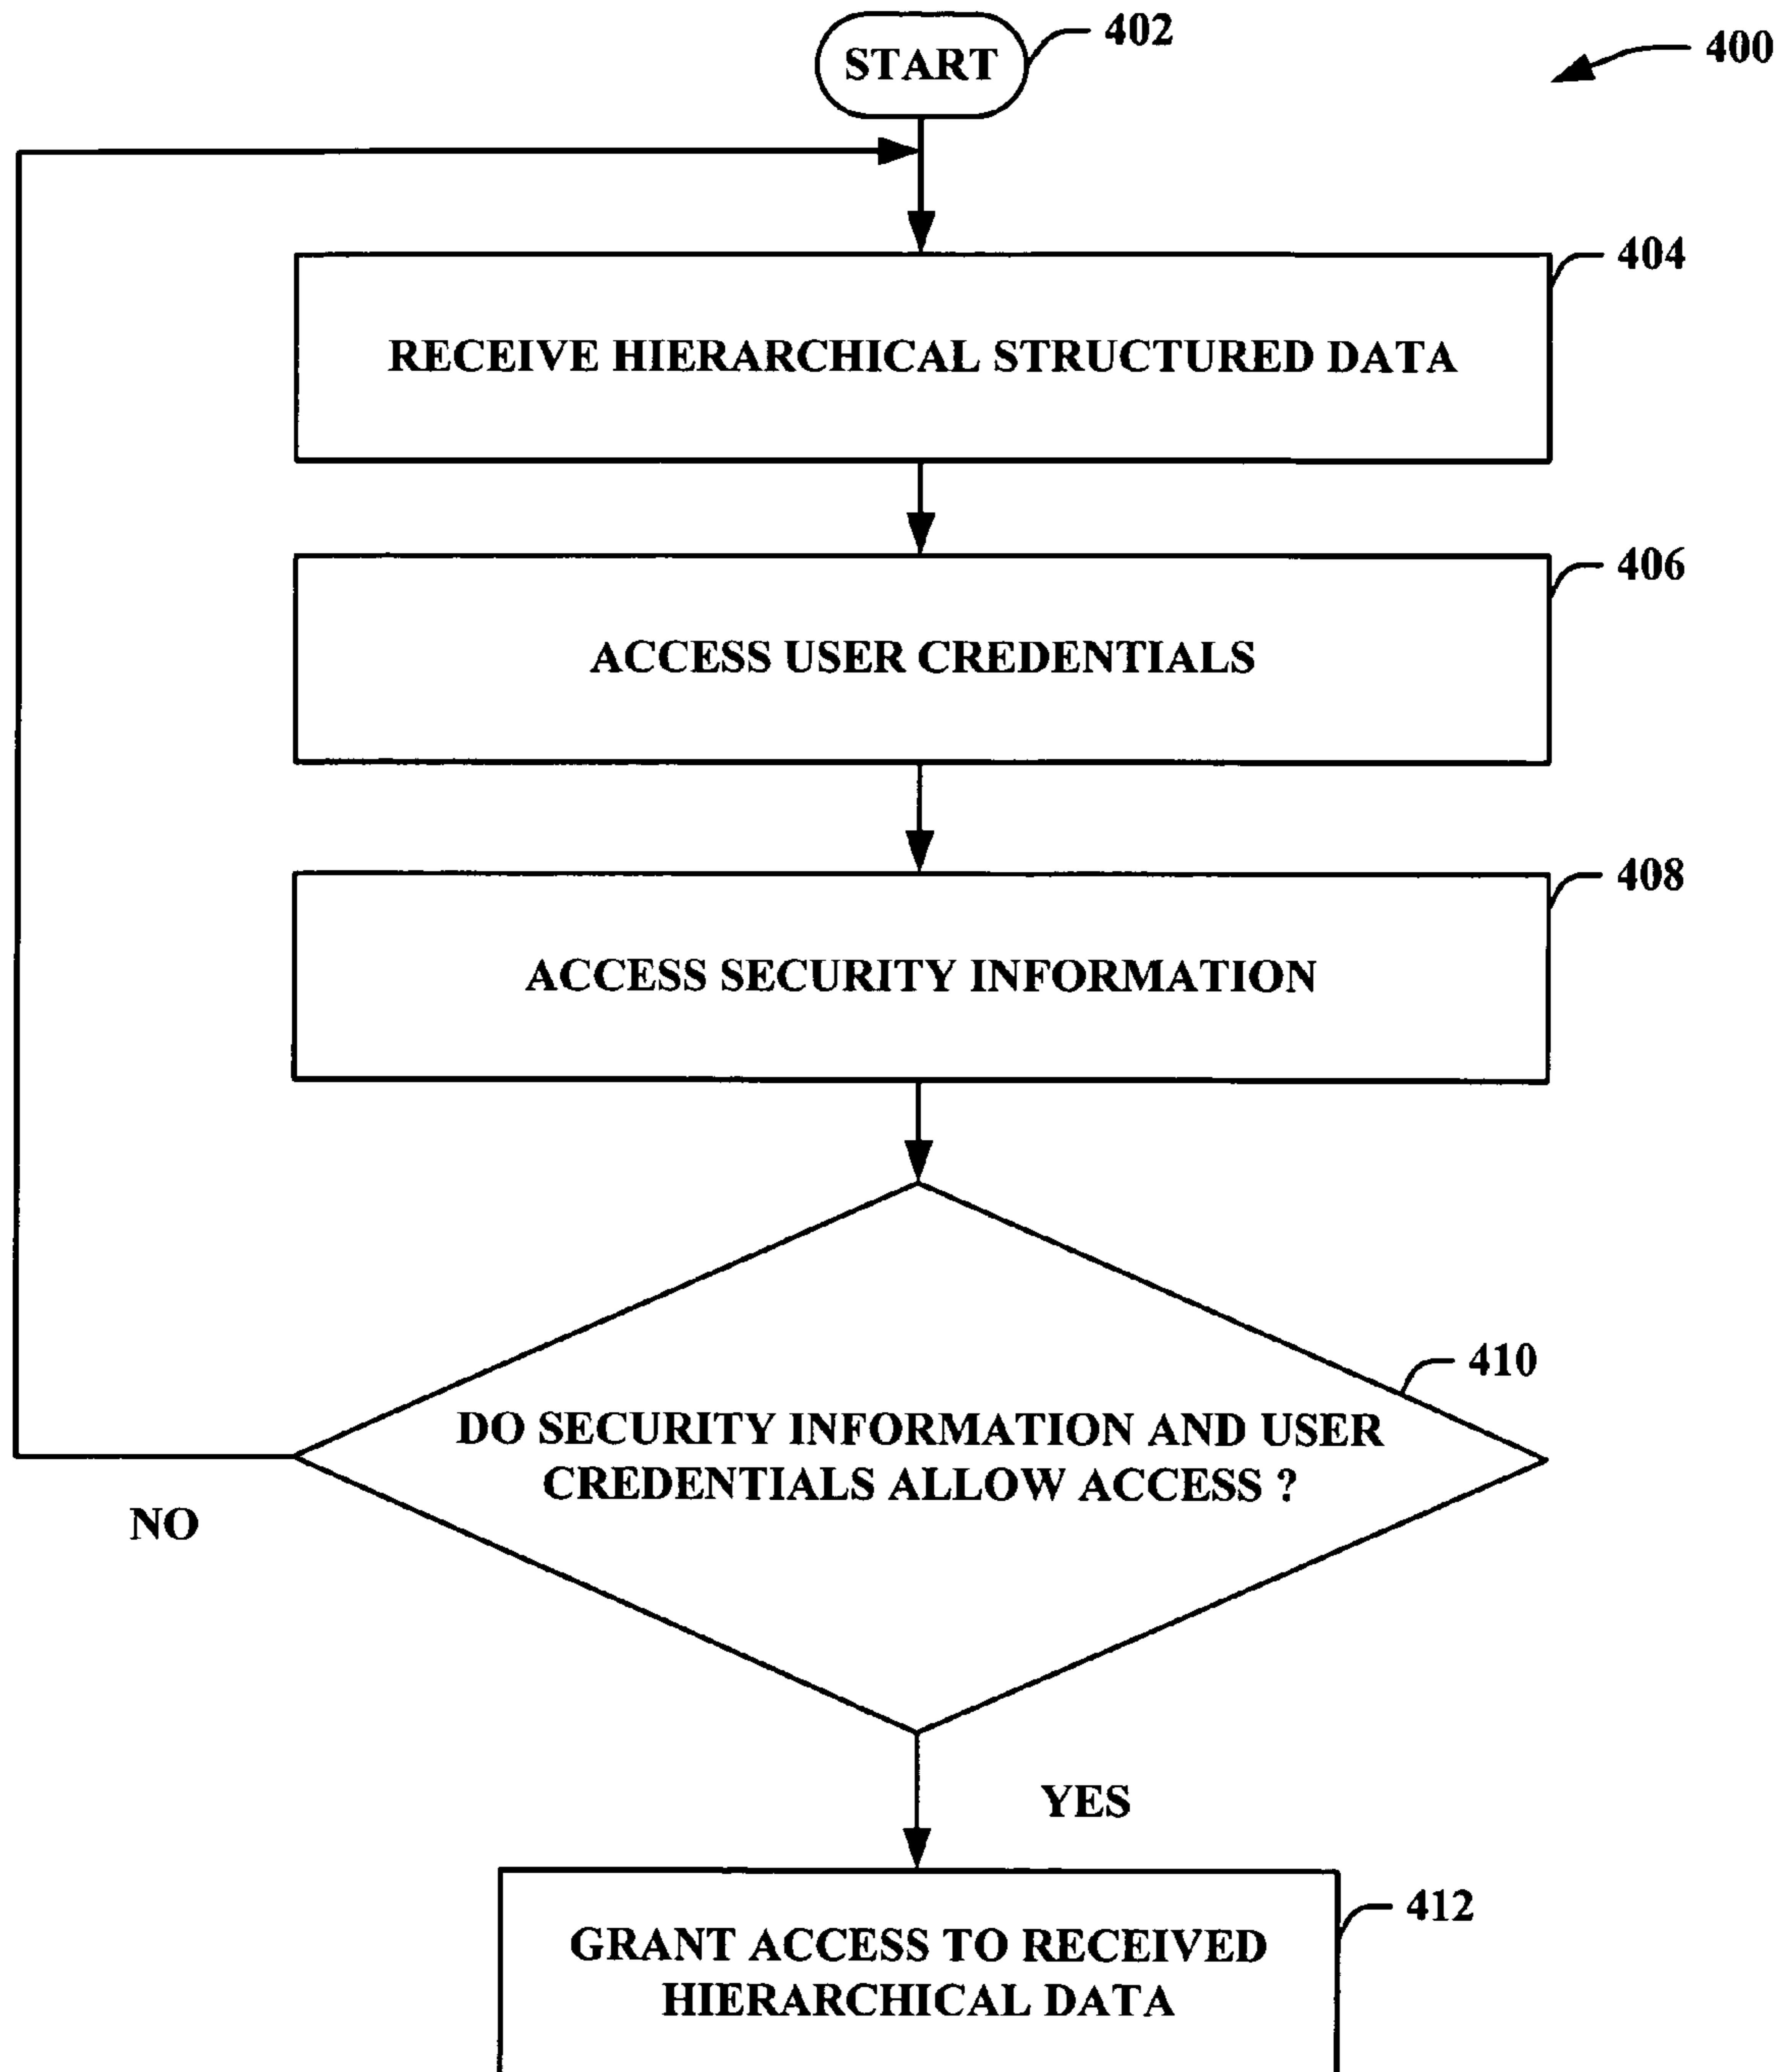 START
402
400
404
RECEIVE HIERARCHICAL STRUCTURED DATA
406
ACCESS USER CREDENTIALS
408
ACCESS SECURITY INFORMATION
410
DO SECURITY INFORMATION AND USER
CREDENTIALS ALLOW ACCESS ?
NO
YES
412
GRANT ACCESS TO RECEIVED
HIERARCHICAL DATA